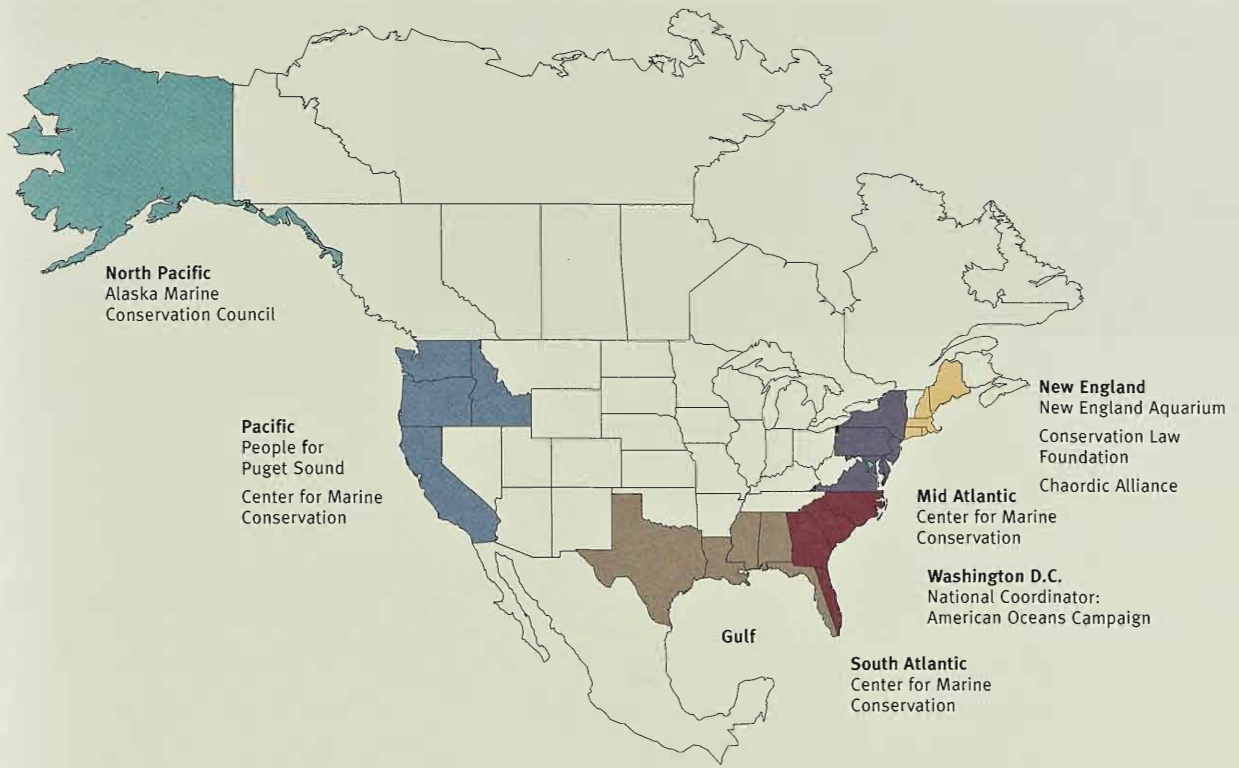 North Pacific
Alaska Marine
Conservation Council
Pacific
People for
Puget Sound
Center for Marine
Conservation
New England
New England Aquarium
Conservation Law
Foundation
Chaordic Alliance
Mid Atlantic
Center for Marine
Conservation
Washington D.C.
National Coordinator:
American Oceans Campaign
Gulf
South Atlantic
Center for Marine
Conservation